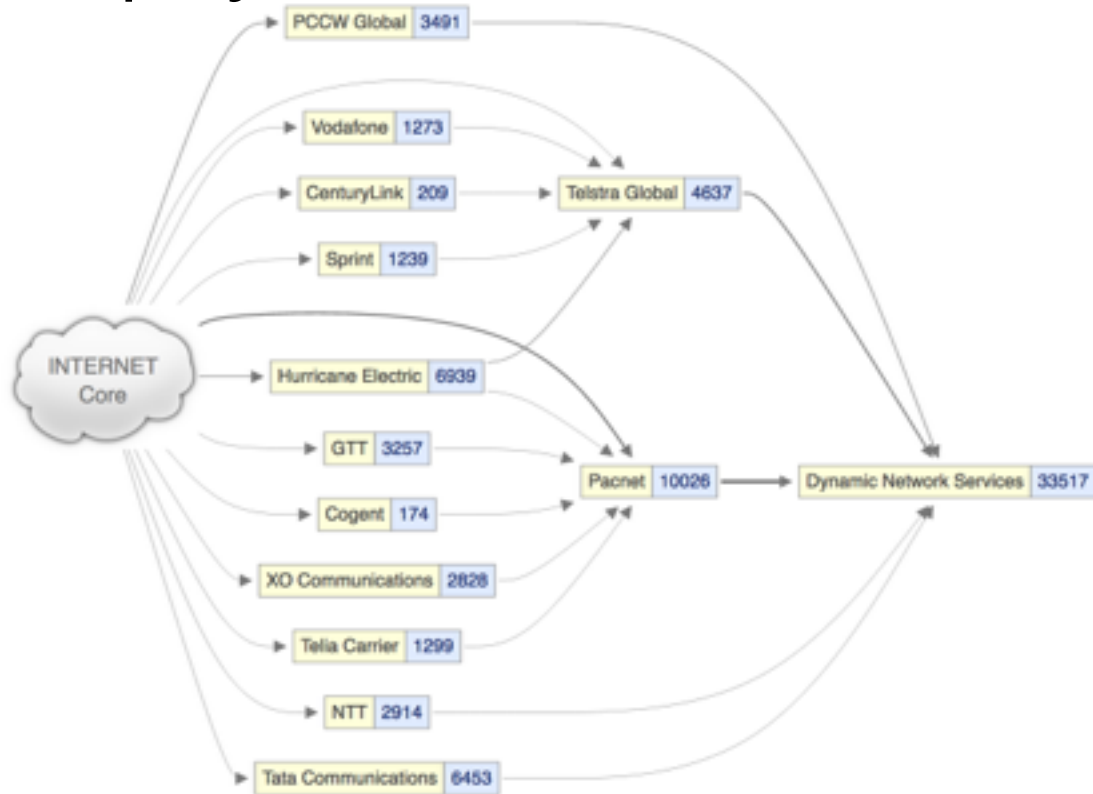 PCCW Global 3491
Vodafone 1273
CenturyLink 209
Telstra Global 4637
Sprint 1239
INTERNET
Core
Hurricane Electric 6939
GTT 3257
Pacnet 10026
Dynamic Network Services 33517
Cogent 174
XO Communications 2828
Telia Carrier 1299
NTT 2914
Tata Communications 6453